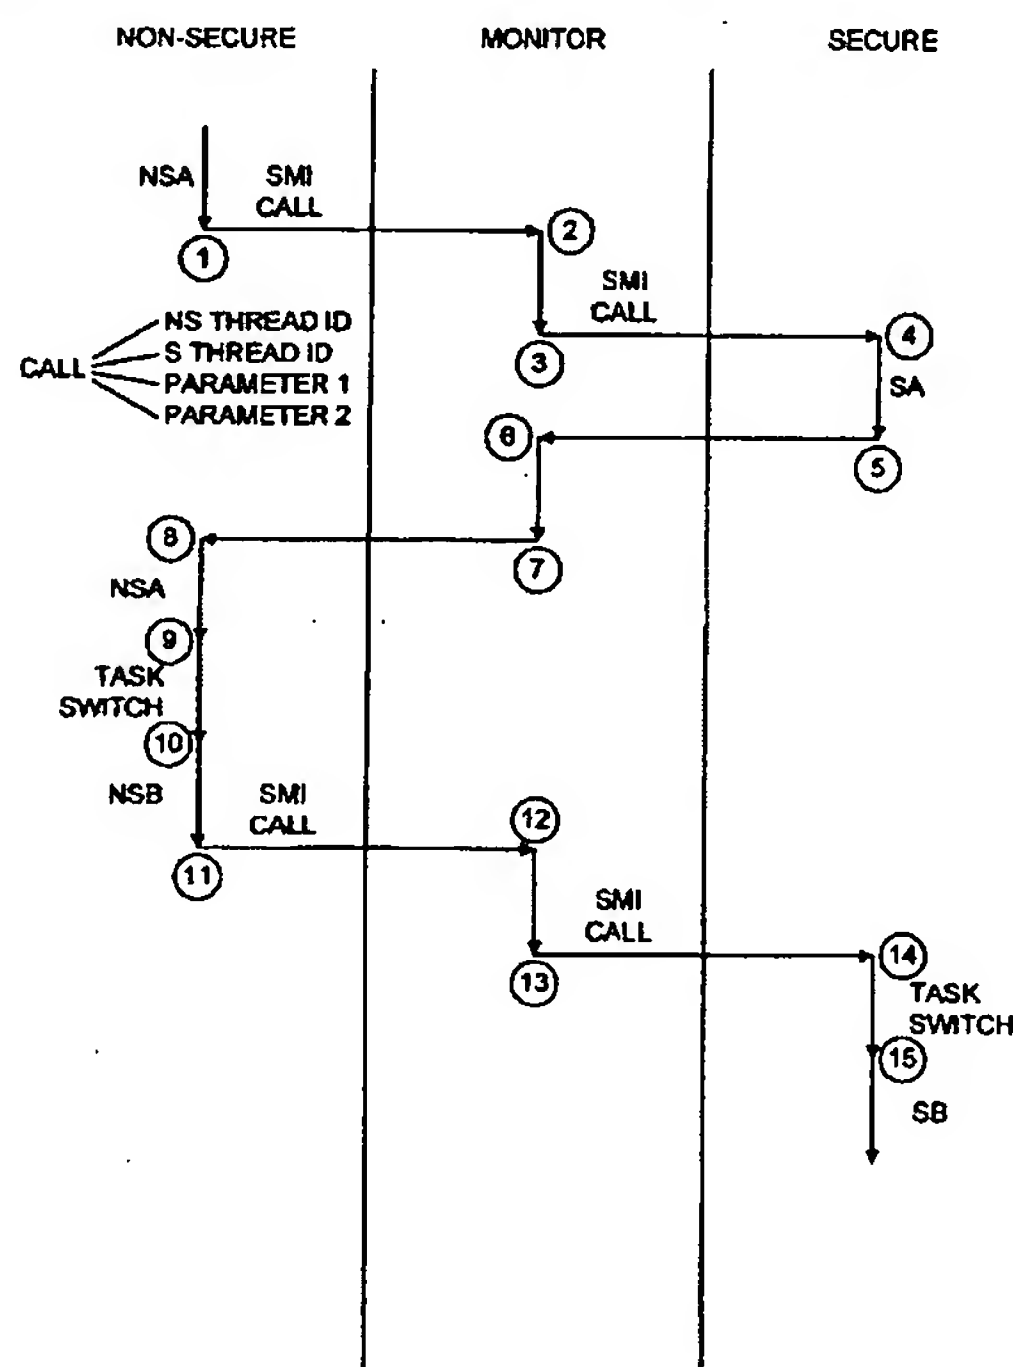 NON-SECURE MONITOR SECURE
NSA
SMI
CALL
2
1
SMI
CALL
4
3
SA
NS THREAD ID
S THREAD ID
CALL
PARAMETER 1
PARAMETER 2
6
5
8
7
NSA
9
TASK
SWITCH
10
NSB
SMI
CALL
12
11
SMI
CALL
14
13
TASK
SWITCH
15
SB